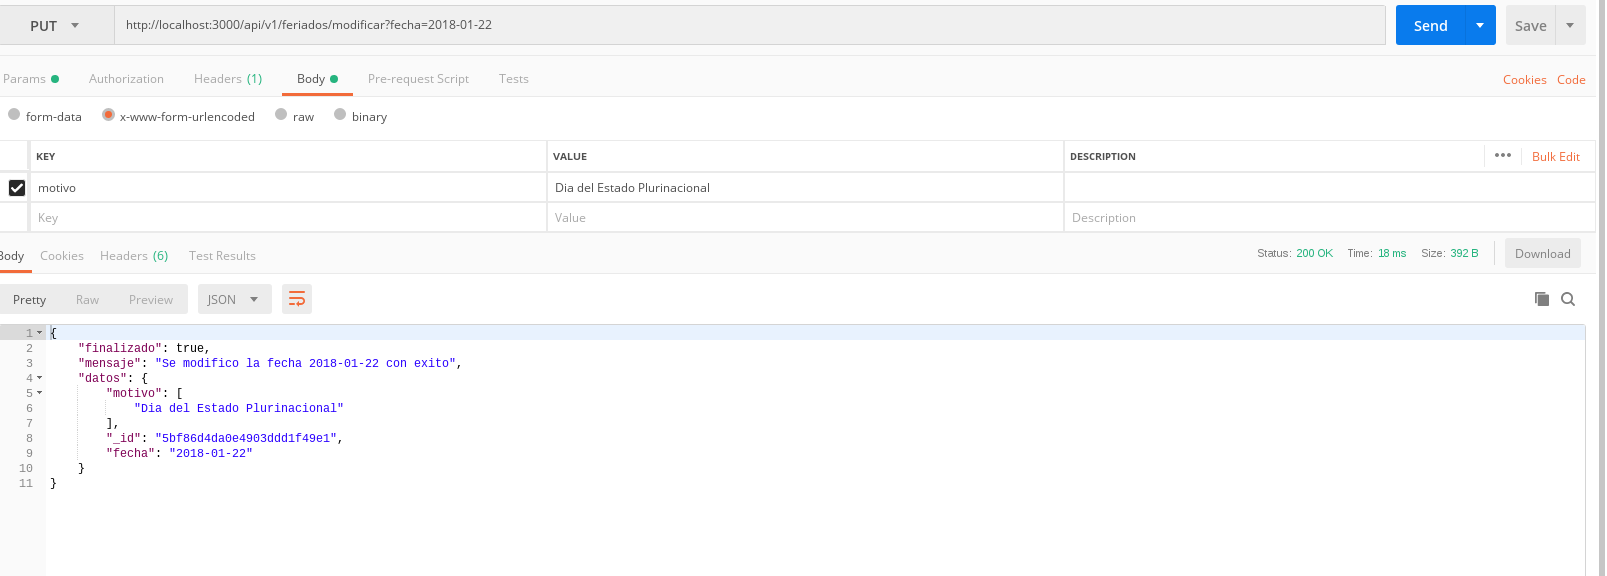 PUT http://localhost:3000/api/v1/feriados/modificar?fecha=2018-01-22 Send Save
Params Authorization Headers (1) Body Pre-request Script Tests Cookies Code
form-data x-www-form-urlencoded raw binary
KEY VALUE DESCRIPTION ••• Bulk Edit
motivo Dia del Estado Plurinacional
Key Value Description
Body Cookies Headers (6) Test Results Status: 200 OK Time: 18 ms Size: 392 B Download
Pretty Raw Preview JSON
1 {
2 "finalizado": true,
3 "mensaje": "Se modifico la fecha 2018-01-22 con exito",
4 "datos": {
5 "motivo": [
6 "Dia del Estado Plurinacional"
7 ],
8 "_id": "5bf86d4da0e4903ddd1f49e1",
9 "fecha": "2018-01-22"
10 }
11 }